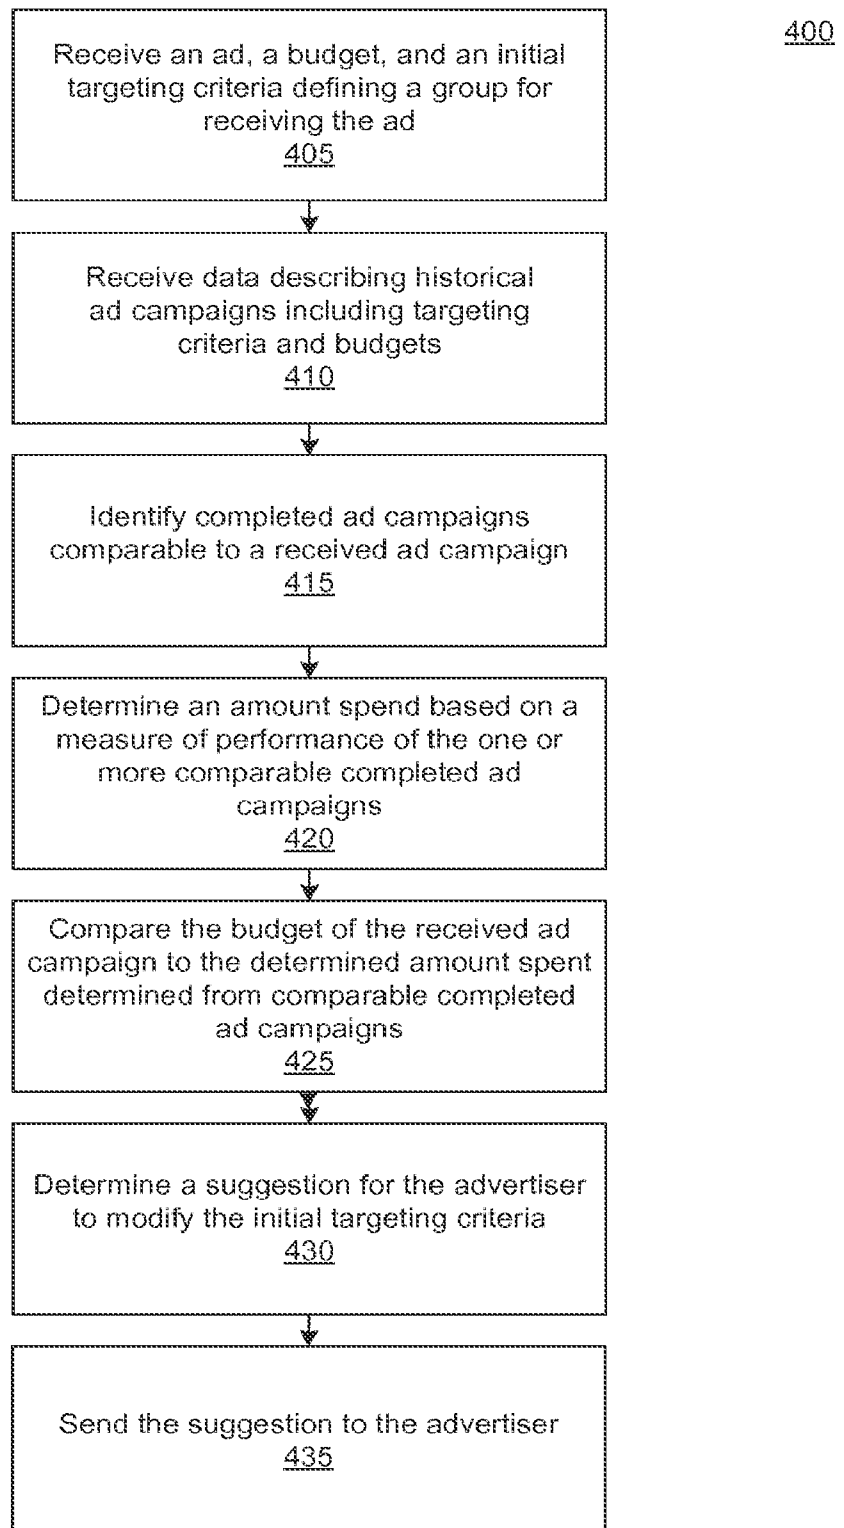 400
Receive an ad, a budget, and an initial
targeting criteria defining a group for
receiving the ad
405
Receive data describing historical
ad campaigns including targeting
criteria and budgets
410
Identify completed ad campaigns
comparable to a received ad campaign
415
Determine an amount spend based on a
measure of performance of the one or
more comparable completed ad
campaigns
420
Compare the budget of the received ad
campaign to the determined amount spent
determined from comparable completed
ad campaigns
425
Determine a suggestion for the advertiser
to modify the initial targeting criteria
430
Send the suggestion to the advertiser
435